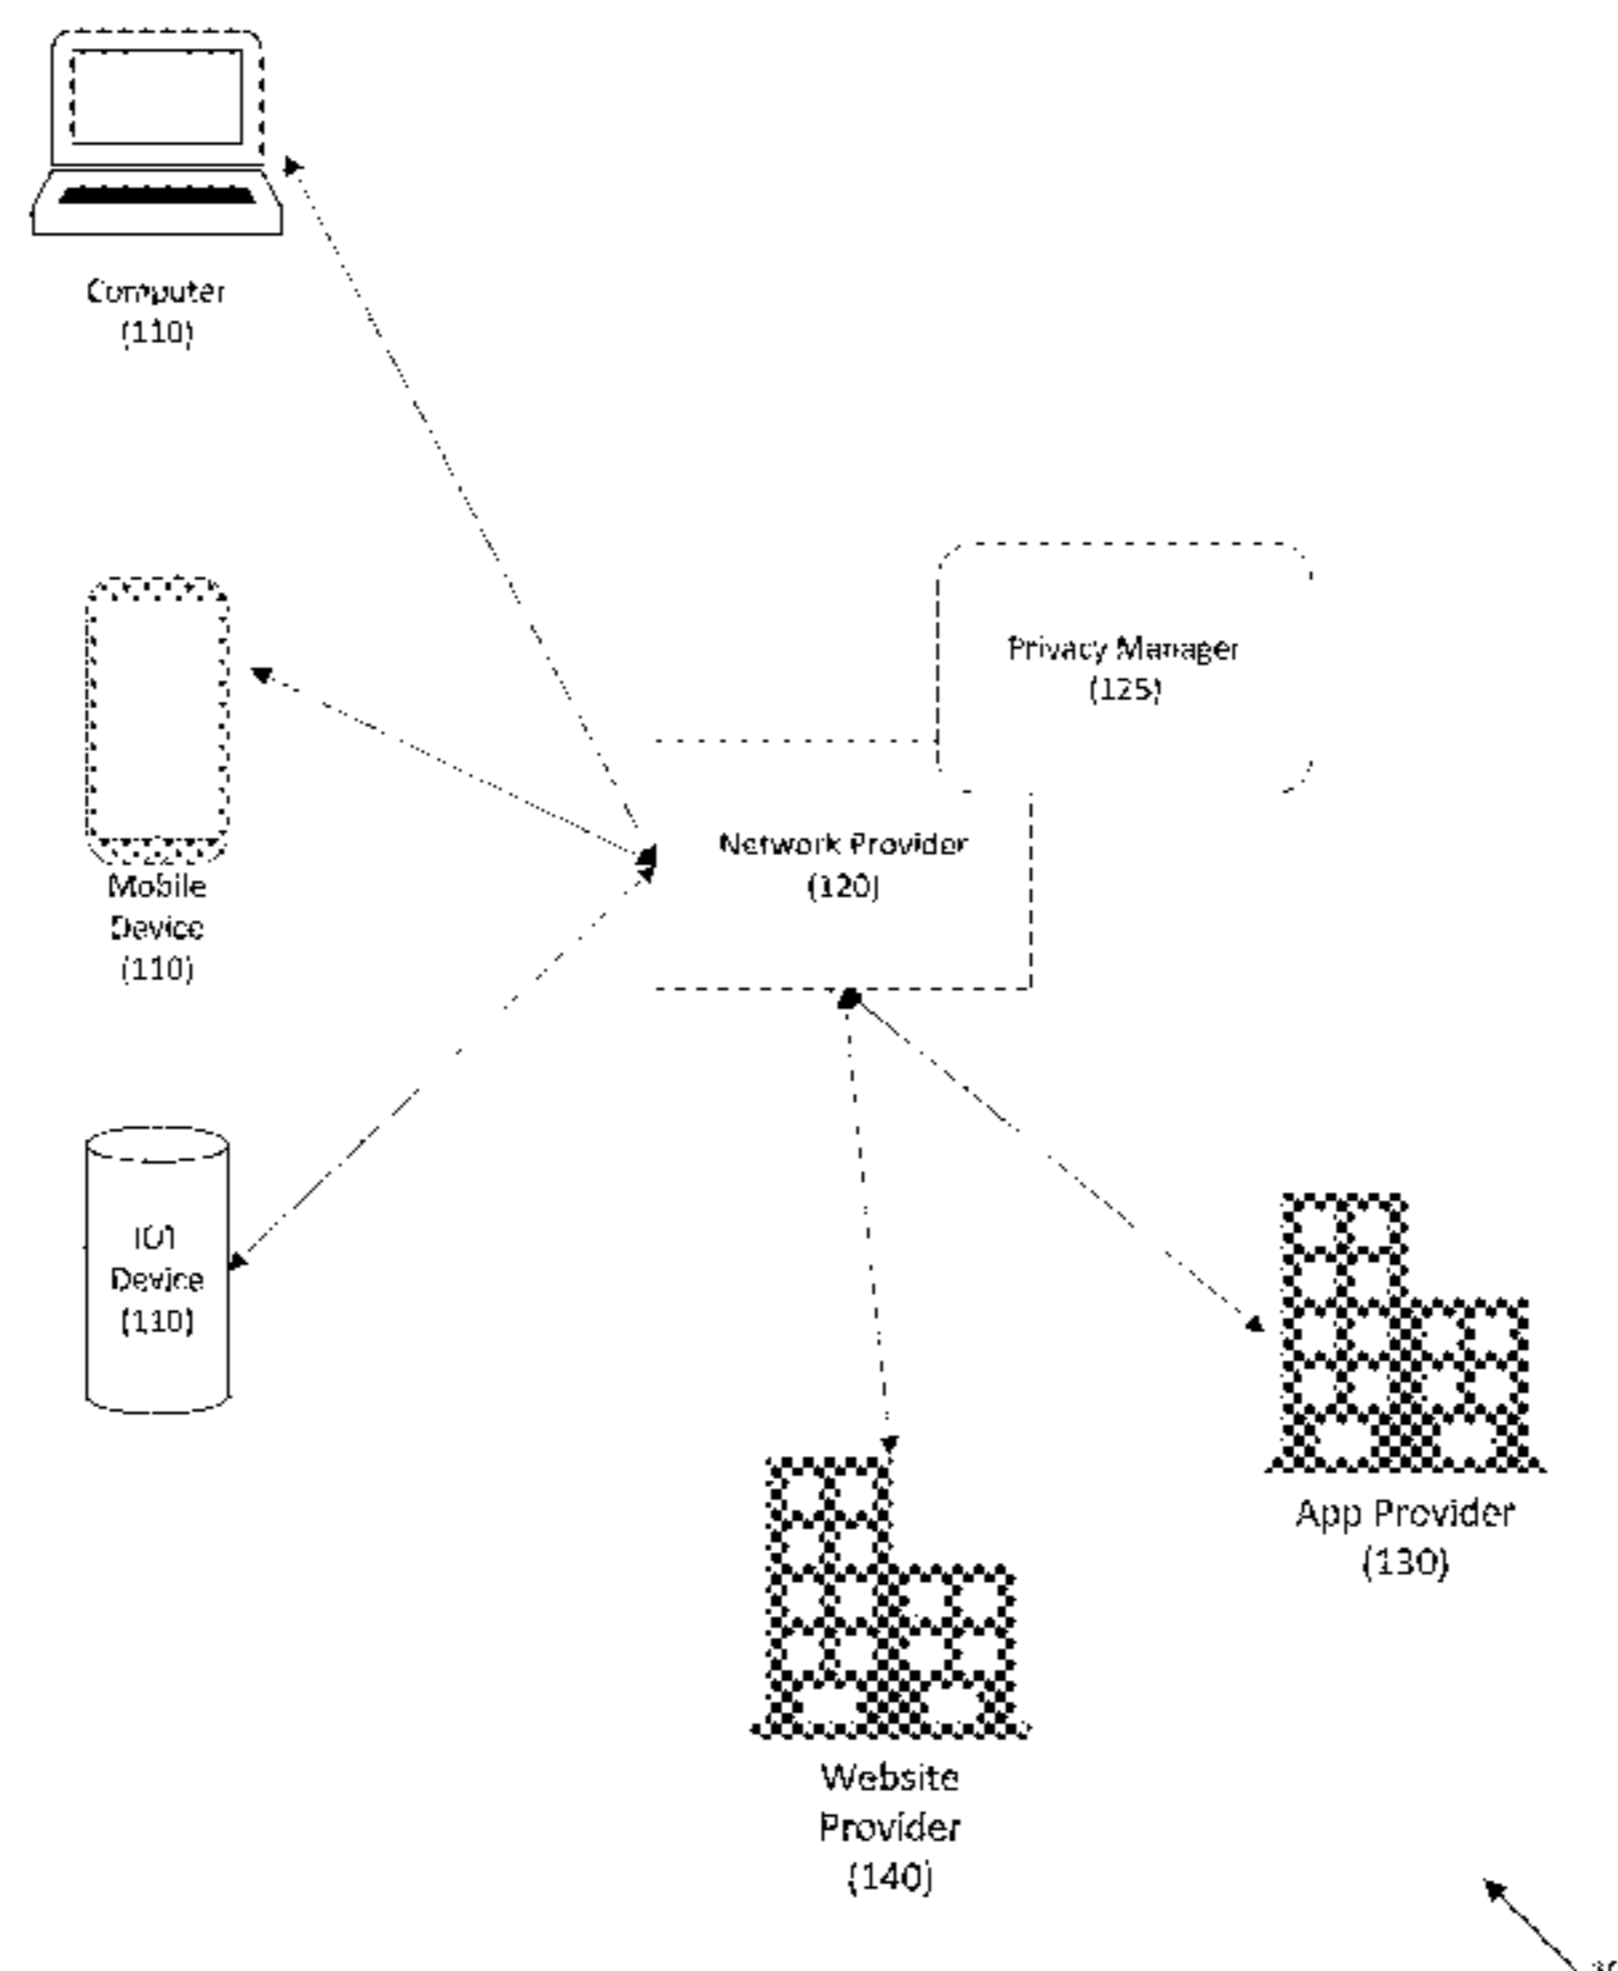 Computer
(110)
Privacy Manager
(125)
Network Provider
(120)
Mobile
Device
(110)
IOT
Device
(110)
App Provider
(130)
Website
Provider
(140)